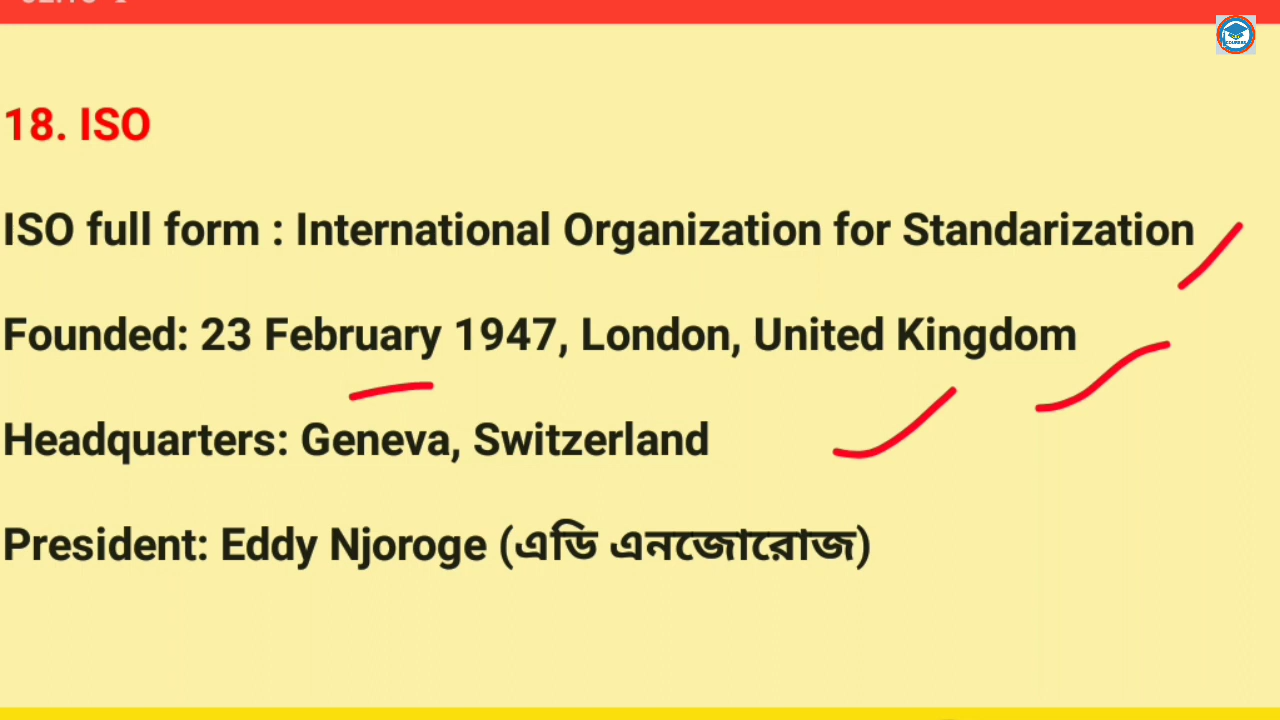 18. ISO
ISO full form : International Organization for Standarization
Founded: 23 February 1947, London, United Kingdom
Headquarters: Geneva, Switzerland
President: Eddy Njoroge (এডি এনজোরোজ)